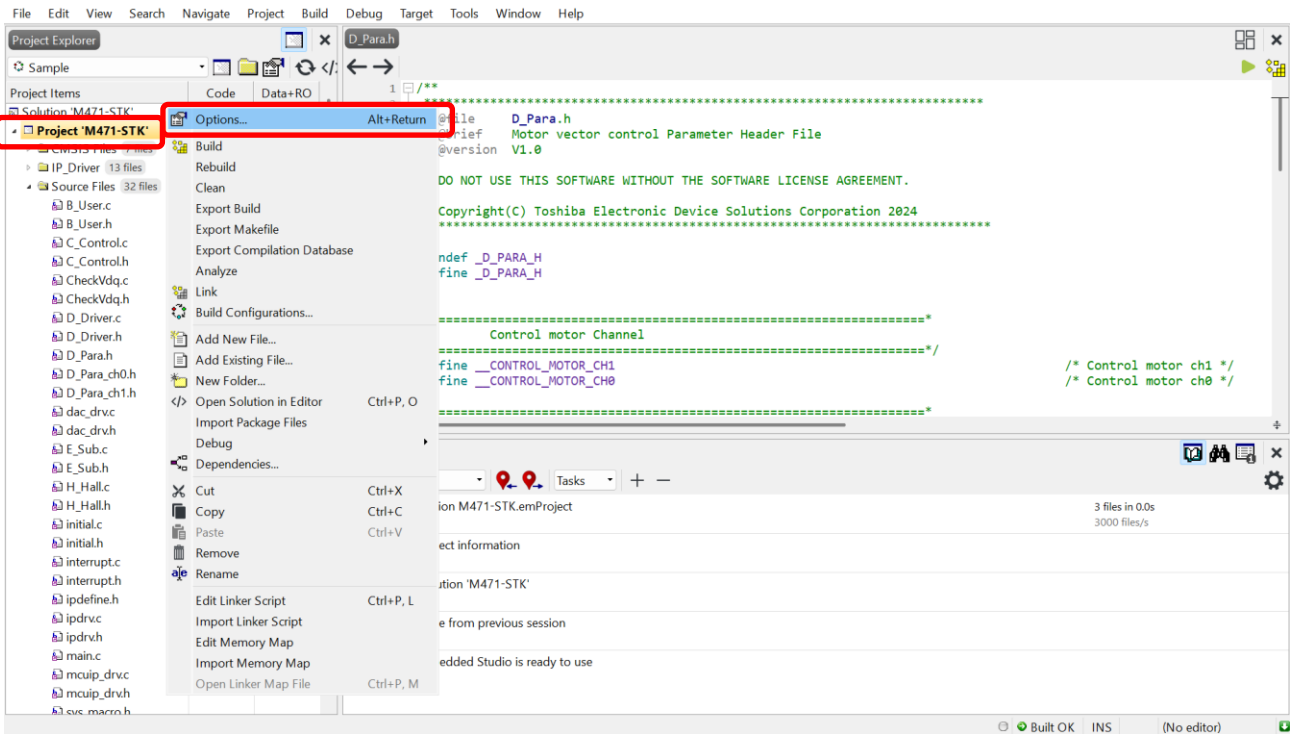 File Edit View Search Navigate Project Build Debug Target Tools Window Help
Project Explorer
Sample
Project Items Code Data+RO
Solution 'M471-STK'
Project 'M471-STK'
CMSIS Files 7 files
IP_Driver 13 files
Source Files 32 files
B_User.c
B_User.h
C_Control.c
C_Control.h
CheckVdq.c
CheckVdq.h
D_Driver.c
D_Driver.h
D_Para.h
D_Para_ch0.h
D_Para_ch1.h
dac_drv.c
dac_drv.h
E_Sub.c
E_Sub.h
H_Hall.c
H_Hall.h
initial.c
initial.h
interrupt.c
interrupt.h
ipdefine.h
ipdrv.c
ipdrv.h
main.c
mcuip_drv.c
mcuip_drv.h
sys_macro.h
Options... Alt+Return
Build
Rebuild
Clean
Export Build
Export Makefile
Export Compilation Database
Analyze
Link
Build Configurations...
Add New File...
Add Existing File...
New Folder...
Open Solution in Editor Ctrl+P, O
Import Package Files
Debug
Dependencies...
Cut Ctrl+X
Copy Ctrl+C
Paste Ctrl+V
Remove
Rename
Edit Linker Script Ctrl+P, L
Import Linker Script
Edit Memory Map
Import Memory Map
Open Linker Map File Ctrl+P, M
D_Para.h
1 /**
*****************************************************************************
@file D_Para.h
@brief Motor vector control Parameter Header File
@version V1.0
DO NOT USE THIS SOFTWARE WITHOUT THE SOFTWARE LICENSE AGREEMENT.
Copyright(C) Toshiba Electronic Device Solutions Corporation 2024
*****************************************************************************
ndef _D_PARA_H
fine _D_PARA_H
===================================================================*
Control motor Channel
===================================================================*/
fine __CONTROL_MOTOR_CH1 /* Control motor ch1 */
fine __CONTROL_MOTOR_CH0 /* Control motor ch0 */
===================================================================*
Tasks
ion M471-STK.emProject 3 files in 0.0s
3000 files/s
ect information
ution 'M471-STK'
e from previous session
edded Studio is ready to use
Built OK INS (No editor)